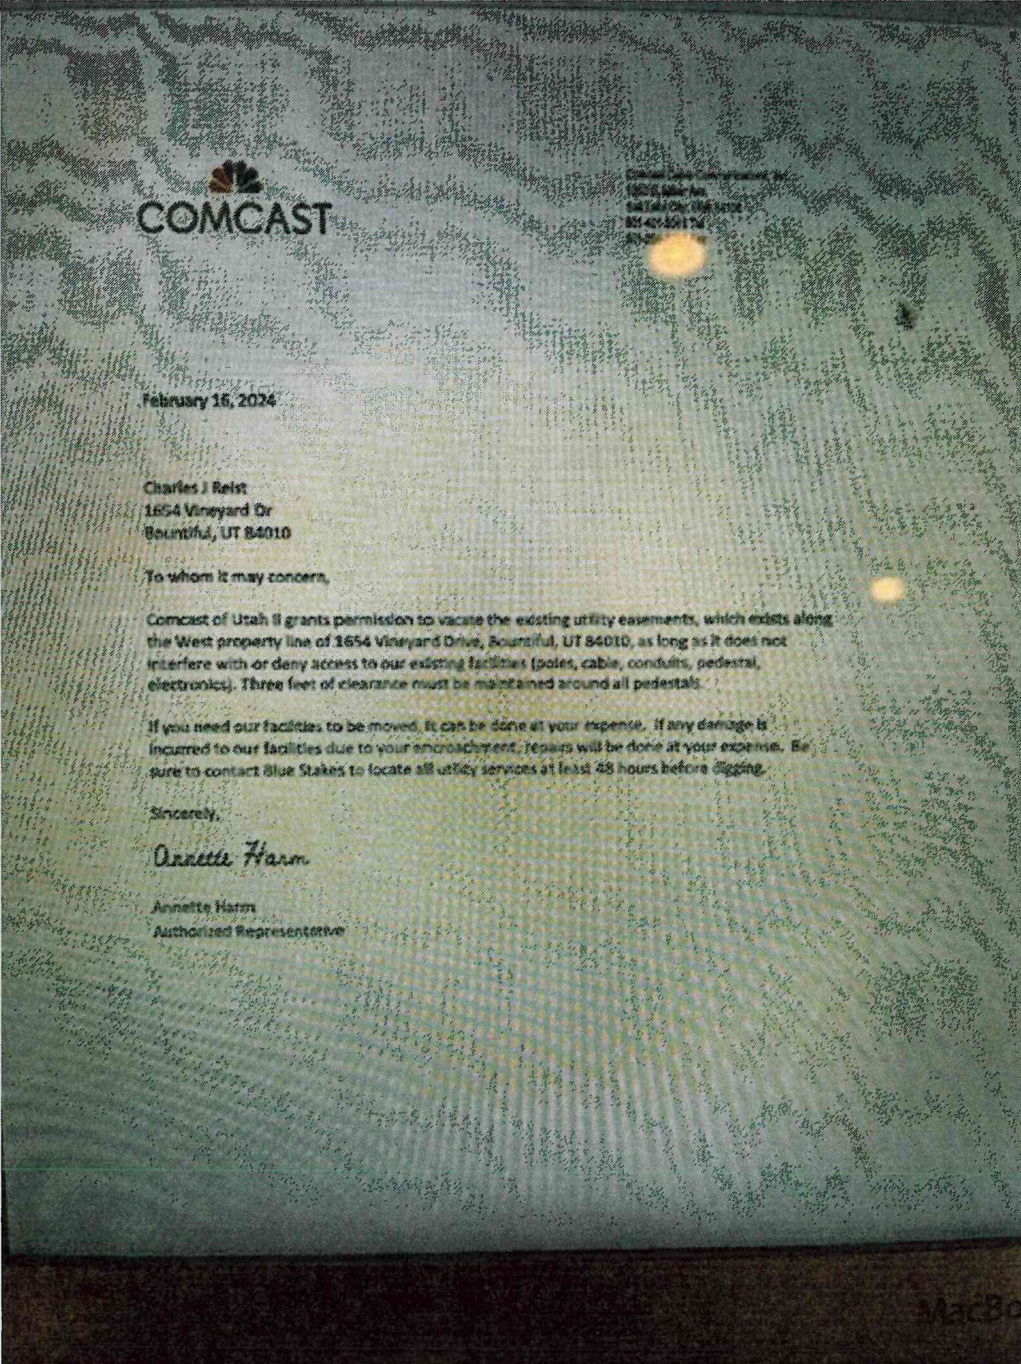 COMCAST
February 16, 2024
Charles J Reist
1654 Vineyard Dr
Bountiful, UT 84010
To whom it may concern,
Comcast of Utah II grants permission to vacate the existing utility easements, which exists along
the West property line of 1654 Vineyard Drive, Bountiful, UT 84010, as long as it does not
interfere with or deny access to our existing facilities (poles, cable, conduits, pedestal,
electronics). Three feet of clearance must be maintained around all pedestals.
If you need our facilities to be moved, it can be done at your expense. If any damage is
incurred to our facilities due to your encroachment, repairs will be done at your expense. Be
sure to contact Blue Stakes to locate all utility services at least 48 hours before digging.
Sincerely,
Annette Harm
Annette Harm
Authorized Representative
MacBo